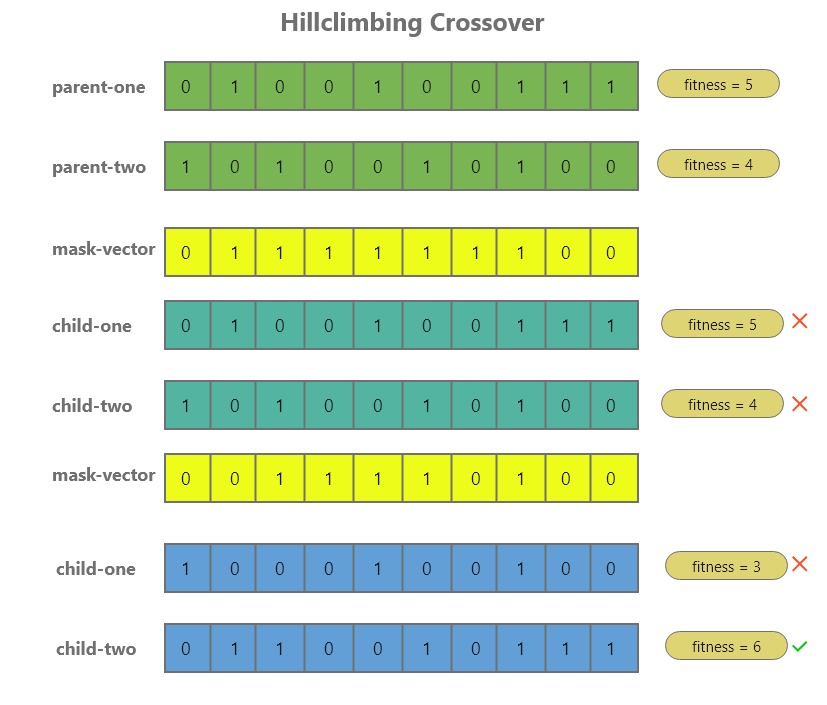 Hillclimbing Crossover
parent-one 0 1 0 0 1 0 0 1 1 1 fitness = 5
parent-two 1 0 1 0 0 1 0 1 0 0 fitness = 4
mask-vector 0 1 1 1 1 1 1 1 0 0
child-one 0 1 0 0 1 0 0 1 1 1 fitness = 5
child-two 1 0 1 0 0 1 0 1 0 0 fitness = 4
mask-vector 0 0 1 1 1 1 0 1 0 0
child-one 1 0 0 0 1 0 0 1 0 0 fitness = 3
child-two 0 1 1 0 0 1 0 1 1 1 fitness = 6